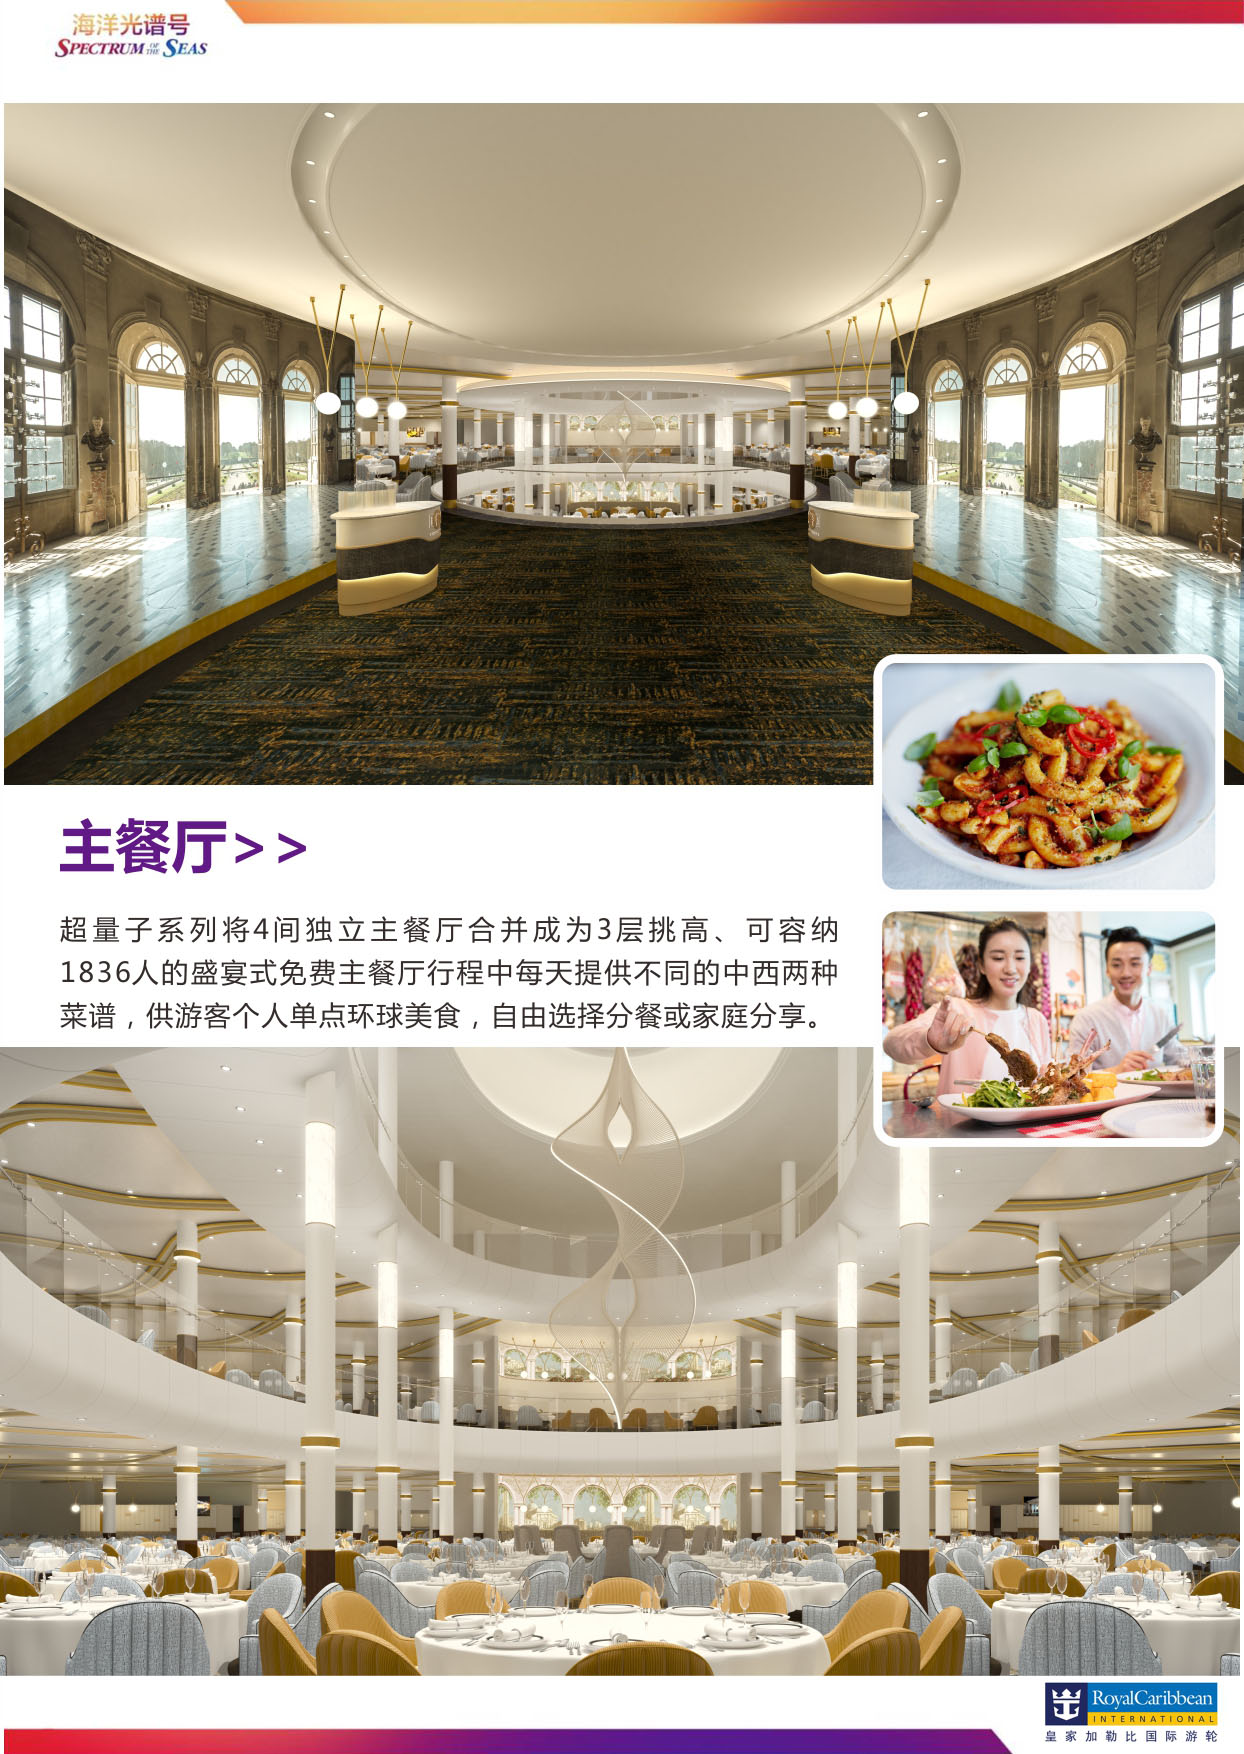 海洋光谱号
SPECTRUM OF THE SEAS
主餐厅>>
超量子系列将4间独立主餐厅合并成为3层挑高、可容纳
1836人的盛宴式免费主餐厅行程中每天提供不同的中西两种
菜谱，供游客个人单点环球美食，自由选择分餐或家庭分享。
RoyalCaribbean
INTERNATIONAL
皇家加勒比国际游轮